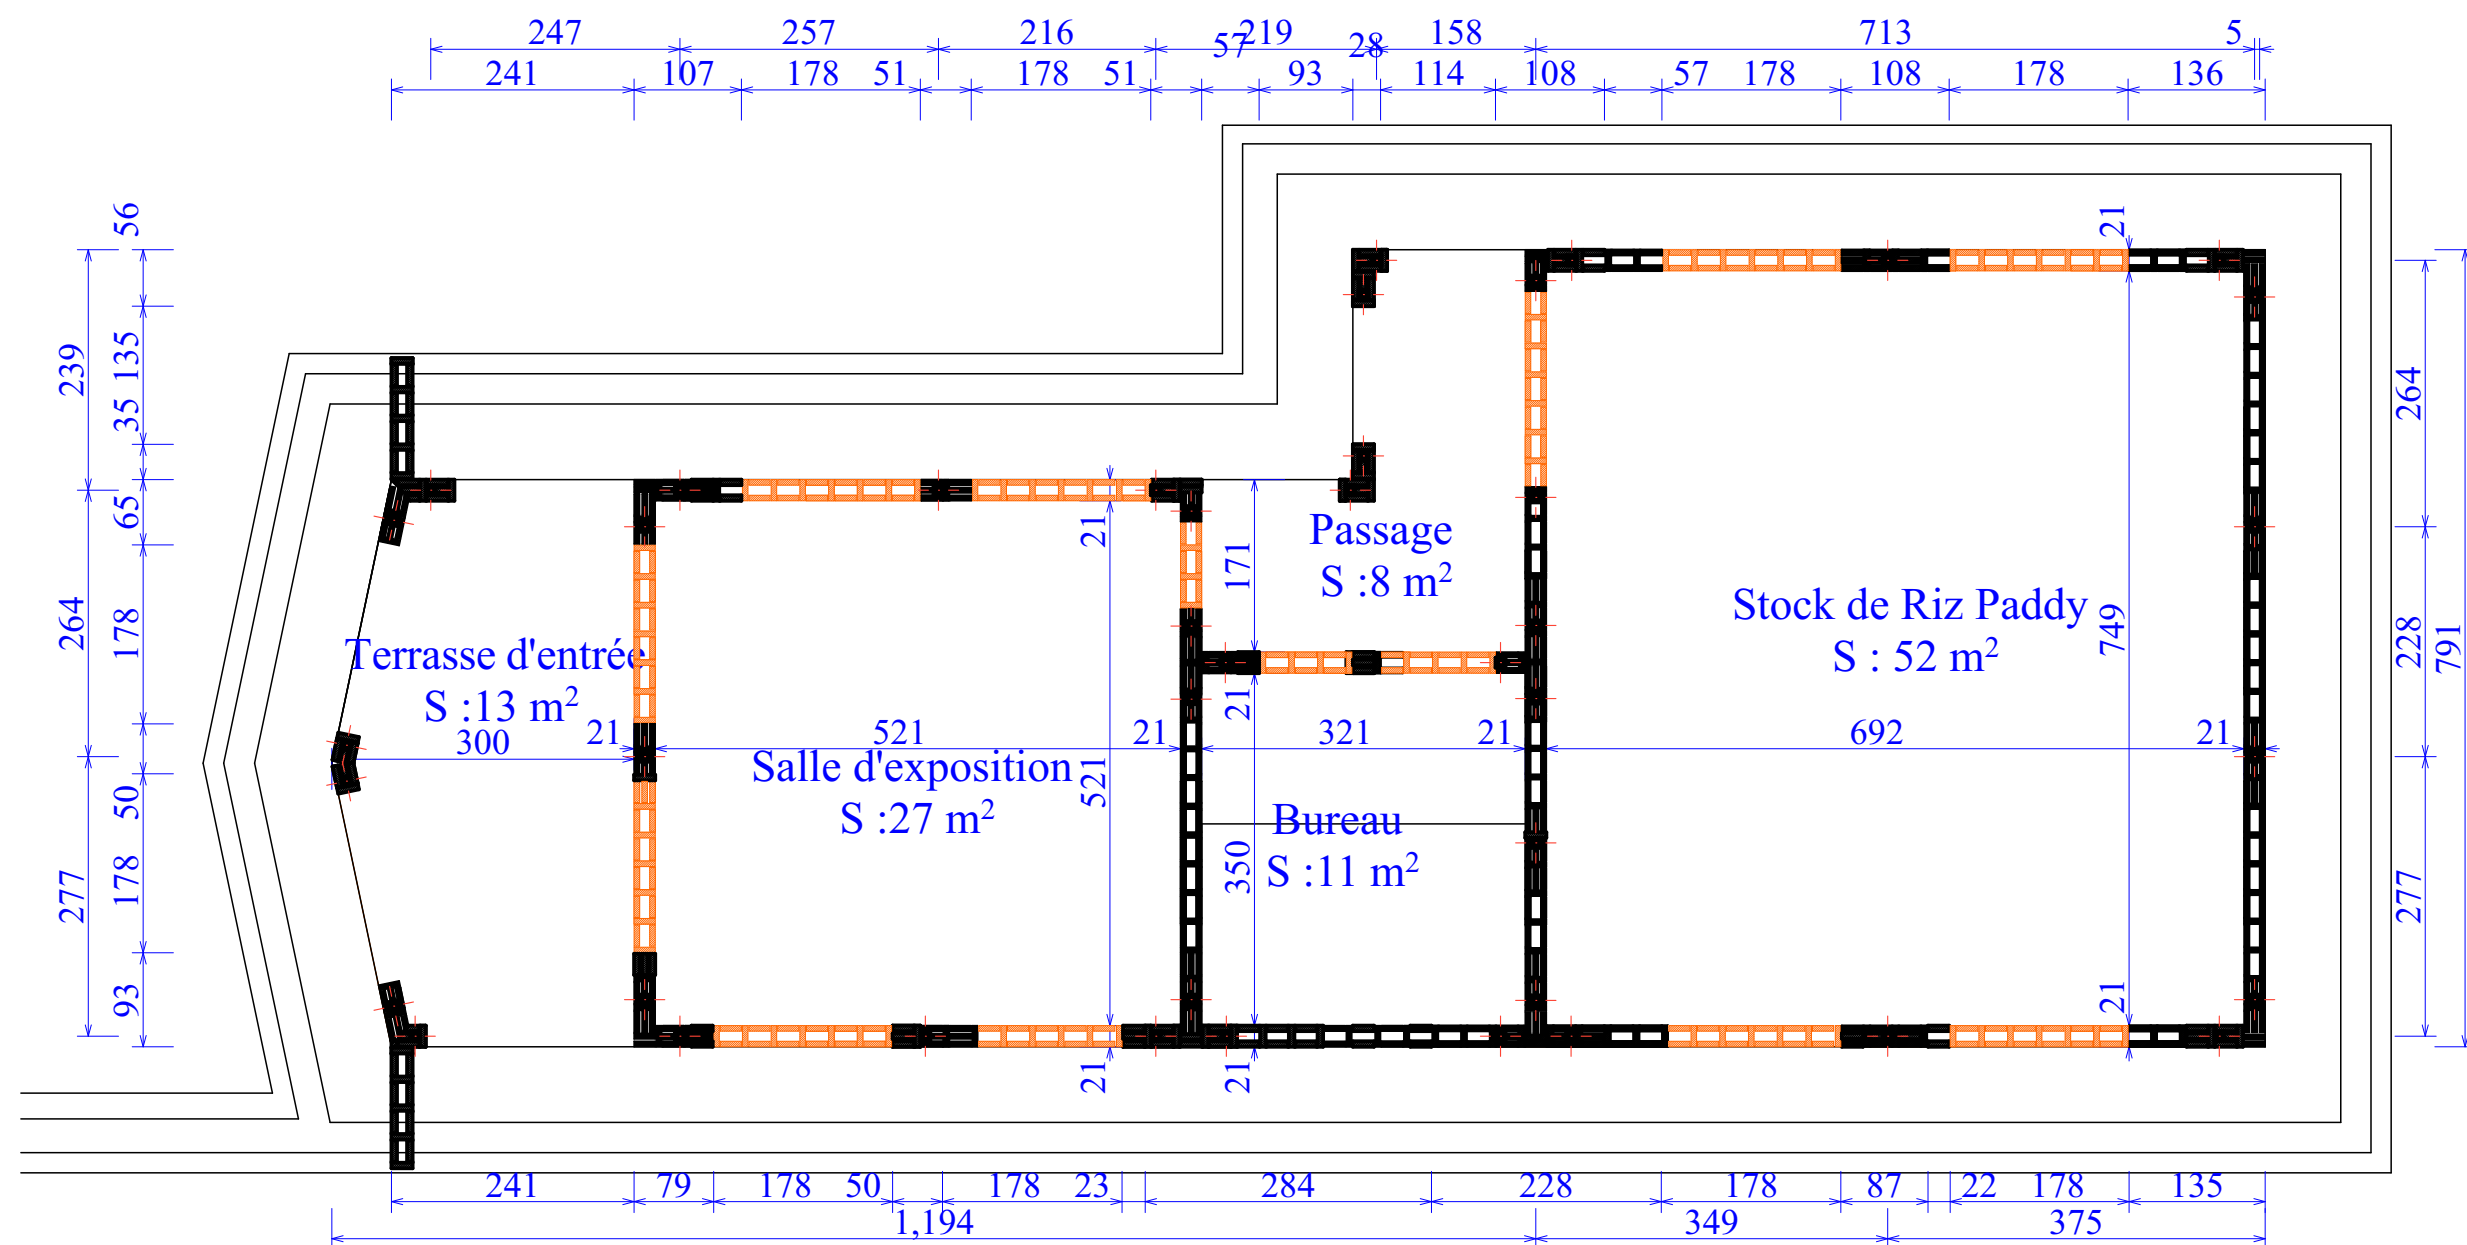 247 257 216 219 158 713 5
57 28
241 107 178 51 178 51 93 114 108 57 178 108 178 136
56
135
35
65
178
50
178
93
239
264
277
21
264
228
277
791
749
21
21
171
21
350
21
21
521
21
Passage
S :8 m²
Stock de Riz Paddy
S : 52 m²
Terrasse d'entrée
S :13 m²
300 21 521 21 321 21 692 21
Salle d'exposition
S :27 m²
Bureau
S :11 m²
241 79 178 50 178 23 284 228 178 87 22 178 135
1,194 349 375